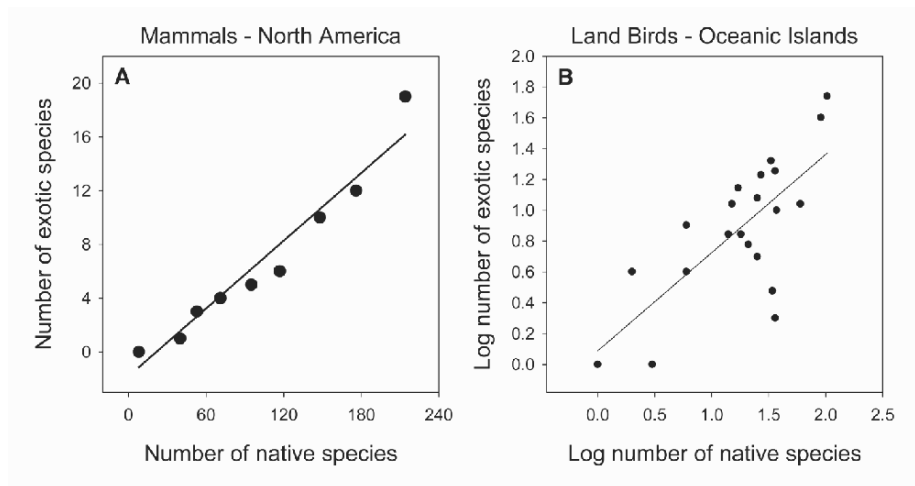 Mammals - North America
A
20
16
12
8
4
0
Number of exotic species
0 60 120 180 240
Number of native species
Land Birds - Oceanic Islands
B
2.0
1.8
1.6
1.4
1.2
1.0
0.8
0.6
0.4
0.2
0.0
Log number of exotic species
0.0 0.5 1.0 1.5 2.0 2.5
Log number of native species